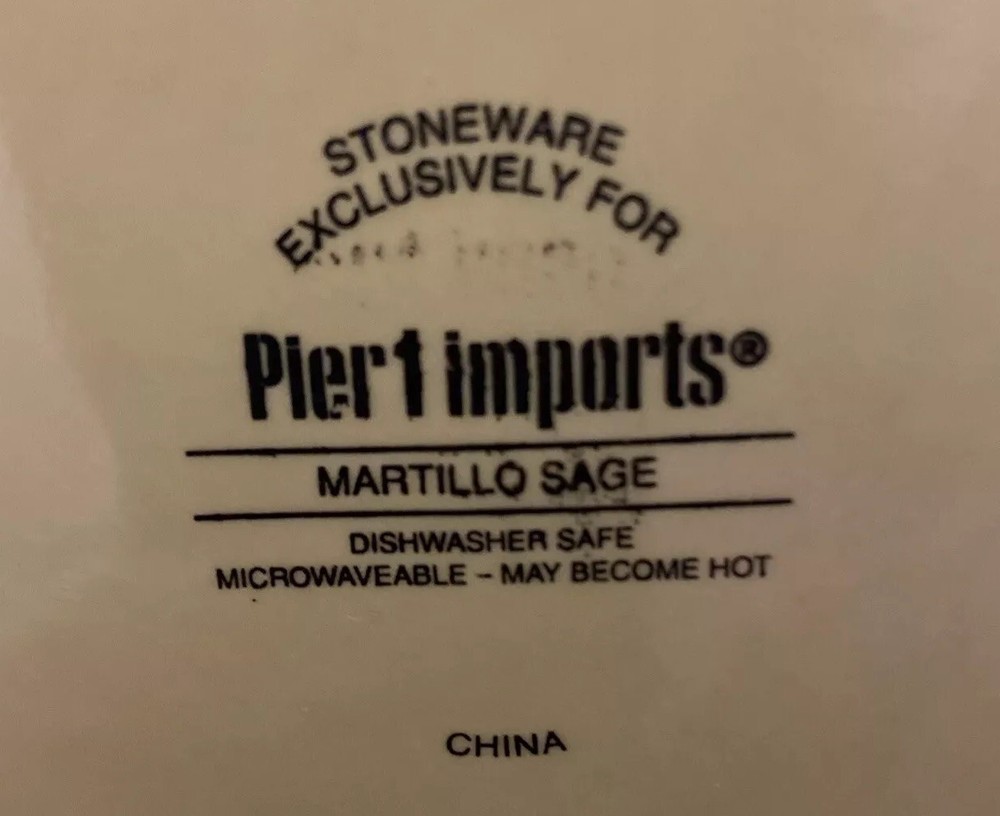 STONEWARE
EXCLUSIVELY FOR
Pier 1 imports®
MARTILLO SAGE
DISHWASHER SAFE
MICROWAVEABLE – MAY BECOME HOT
CHINA